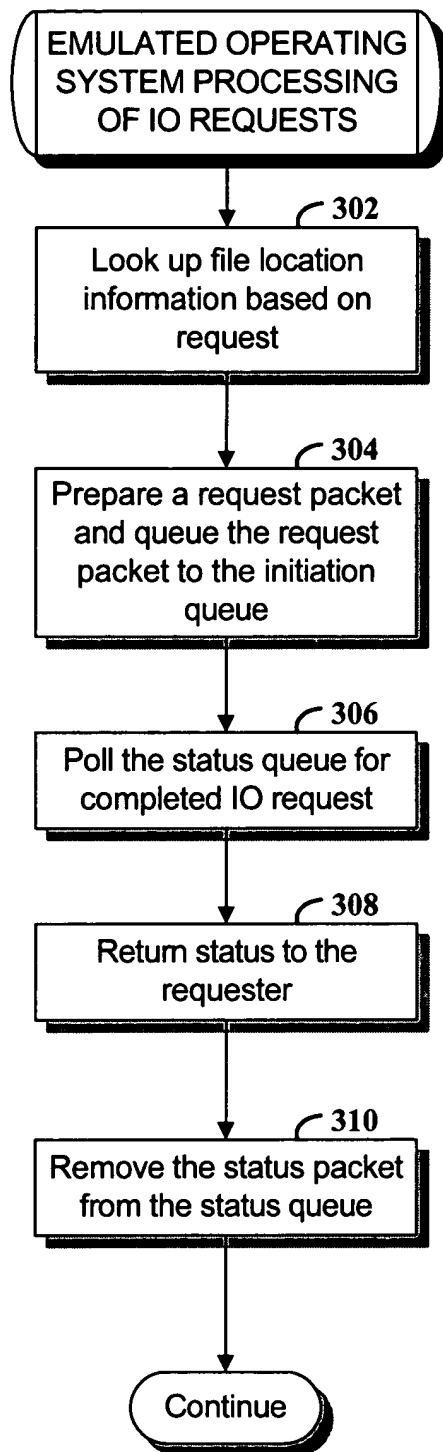 EMULATED OPERATING
SYSTEM PROCESSING
OF IO REQUESTS
302
Look up file location
information based on
request
304
Prepare a request packet
and queue the request
packet to the initiation
queue
306
Poll the status queue for
completed IO request
308
Return status to the
requester
310
Remove the status packet
from the status queue
Continue